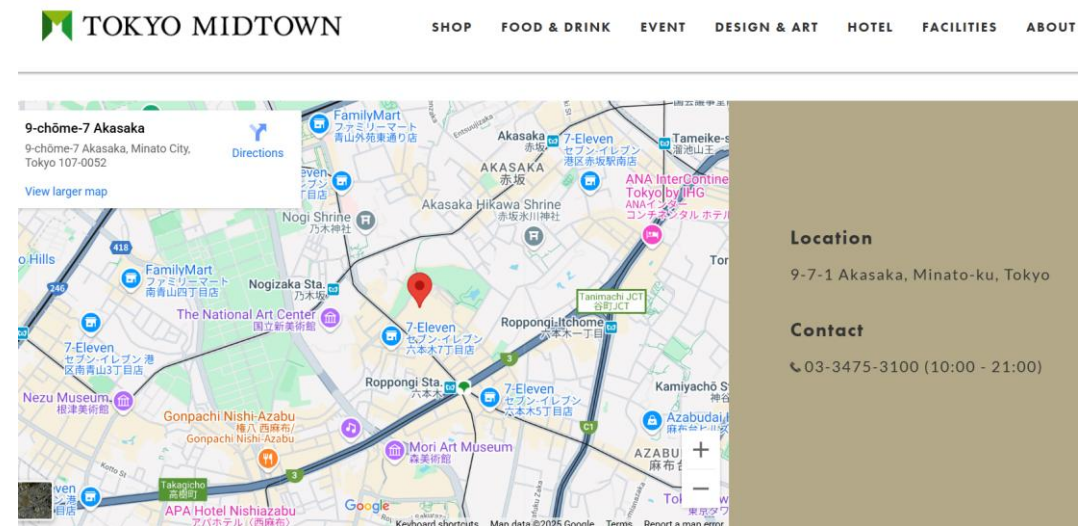 TOKYO MIDTOWN
SHOP FOOD & DRINK EVENT DESIGN & ART HOTEL FACILITIES ABOUT
9-chōme-7 Akasaka
9-chōme-7 Akasaka, Minato City,
Tokyo 107-0052
Directions
View larger map
FamilyMart
ファミリーマート
青山外苑東通り店
Akasaka
赤坂
7-Eleven
セブン-イレブン
港区赤坂駅南店
Tameike-s
溜池山王
AKASAKA
赤坂
ANA InterContine
Tokyo by IHG
ANAインター
コンチネンタル ホテル
Akasaka Hikawa Shrine
赤坂氷川神社
Nogi Shrine
乃木神社
418
o Hills
246
FamilyMart
ファミリーマート
南青山四丁目店
Nogizaka Sta.
乃木坂
The National Art Center
国立新美術館
Tor
Tanimachi JCT
谷町JCT
7-Eleven
セブン-イレブン
六本木7丁目店
Roppongi-Itchome
六本木一丁目
7-Eleven
セブン-イレブン 港
区南青山3丁目店
3
Roppongi Sta.
六本木
7-Eleven
セブン-イレブン
六本木5丁目店
Kamiyachō S
Nezu Museum
根津美術館
Gonpachi Nishi-Azabu
権八 西麻布/
Gonpachi Nishi-Azabu
C1
Azabudai
Mori Art Museum
森美術館
AZABU
麻布
Kotto St
3
Takagicho
高樹町
APA Hotel Nishiazabu
アパホテル〈西麻布〉
Google
Keyboard shortcuts Map data ©2025 Google Terms Report a map error
Location
9-7-1 Akasaka, Minato-ku, Tokyo
Contact
03-3475-3100 (10:00 - 21:00)